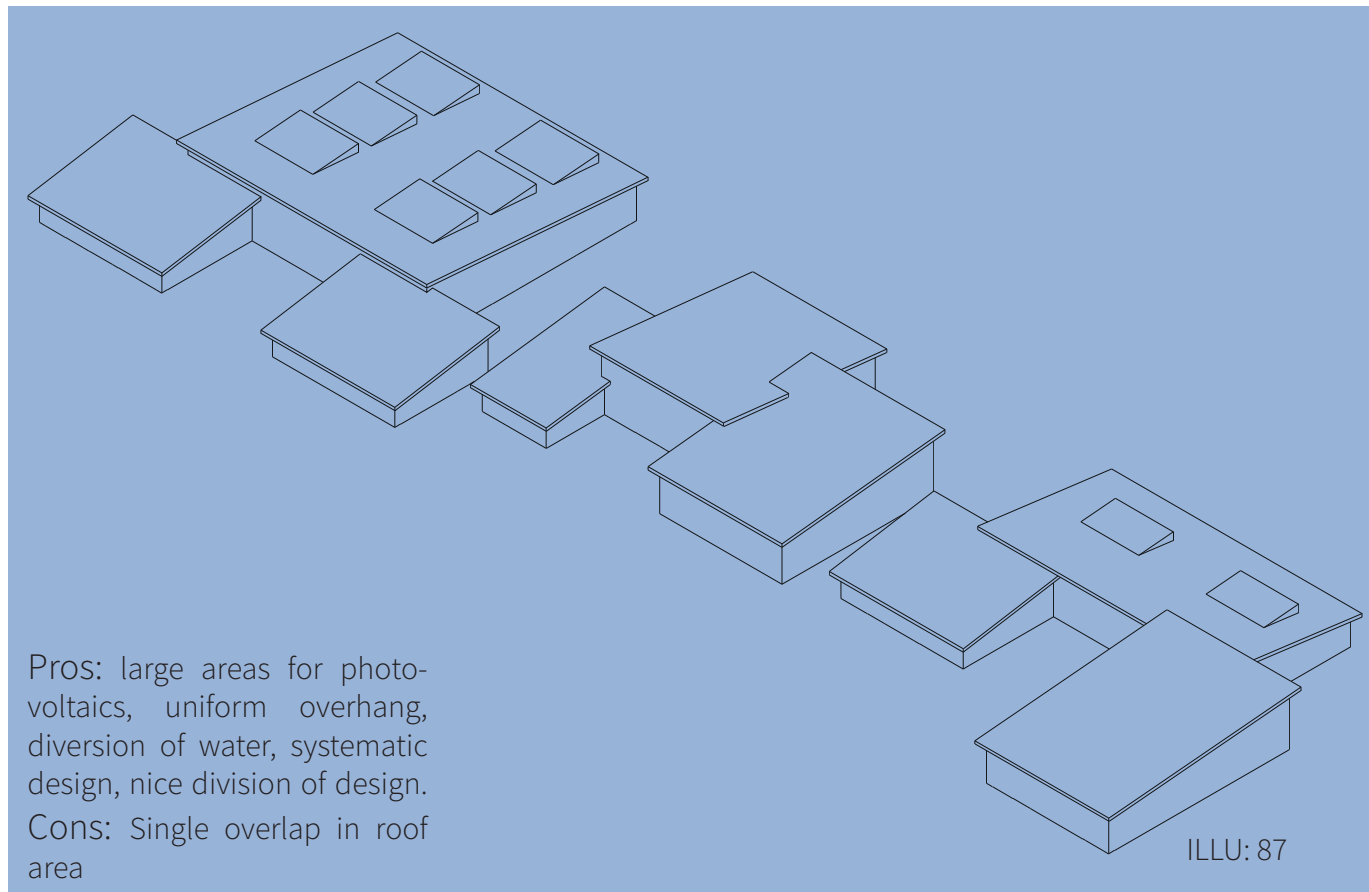 Pros: large areas for photo-
voltaics, uniform overhang,
diversion of water, systematic
design, nice division of design.
Cons: Single overlap in roof
area
ILLU: 87